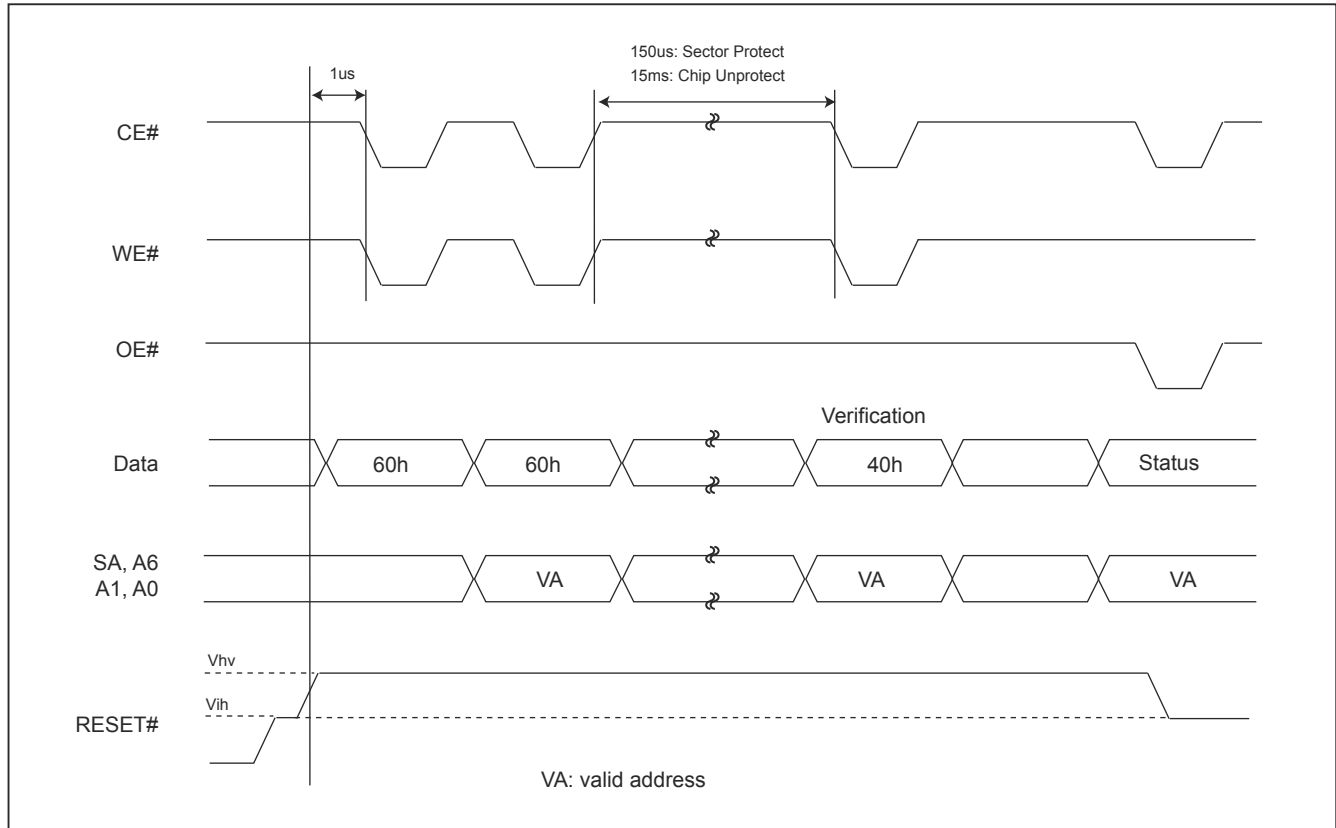 150us: Sector Protect
15ms: Chip Unprotect
1us
CE#
WE#
OE#
Verification
Data
60h
60h
40h
Status
SA, A6
A1, A0
VA
VA
VA
Vhv
Vih
RESET#
VA: valid address